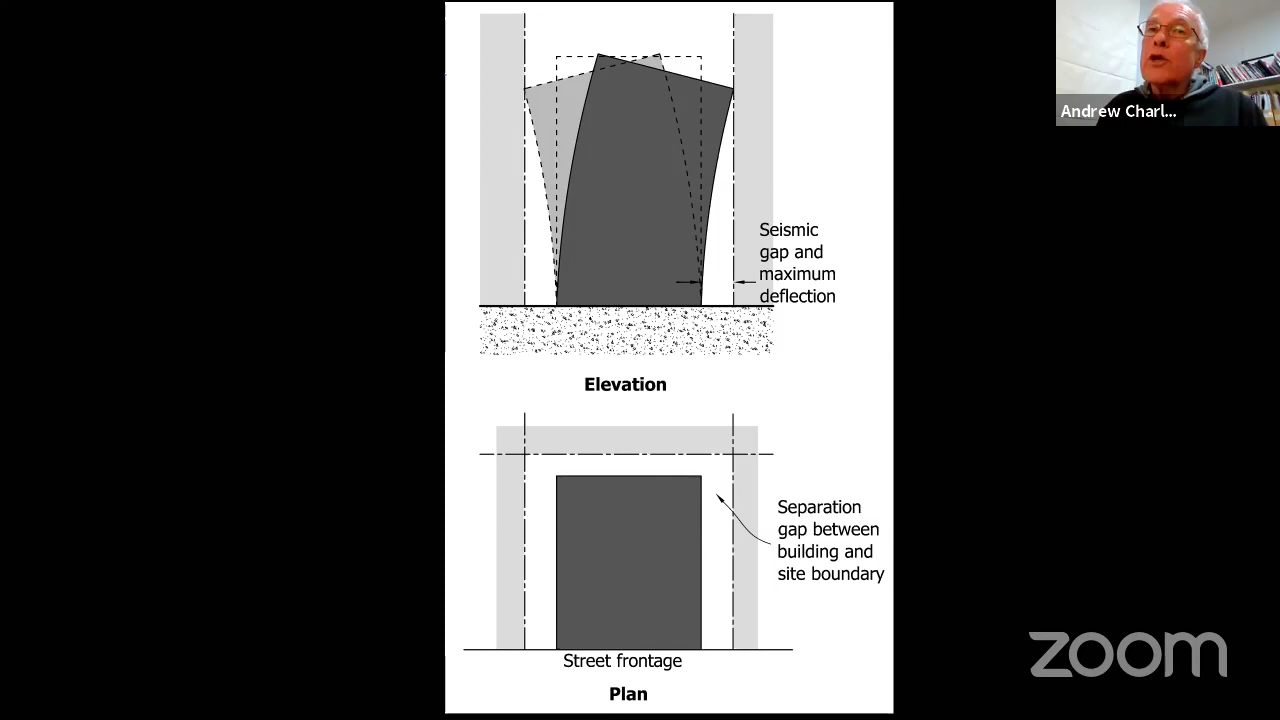 Andrew Charl...
Seismic
gap and
maximum
deflection
Elevation
Separation
gap between
building and
site boundary
Street frontage
Plan
zoom